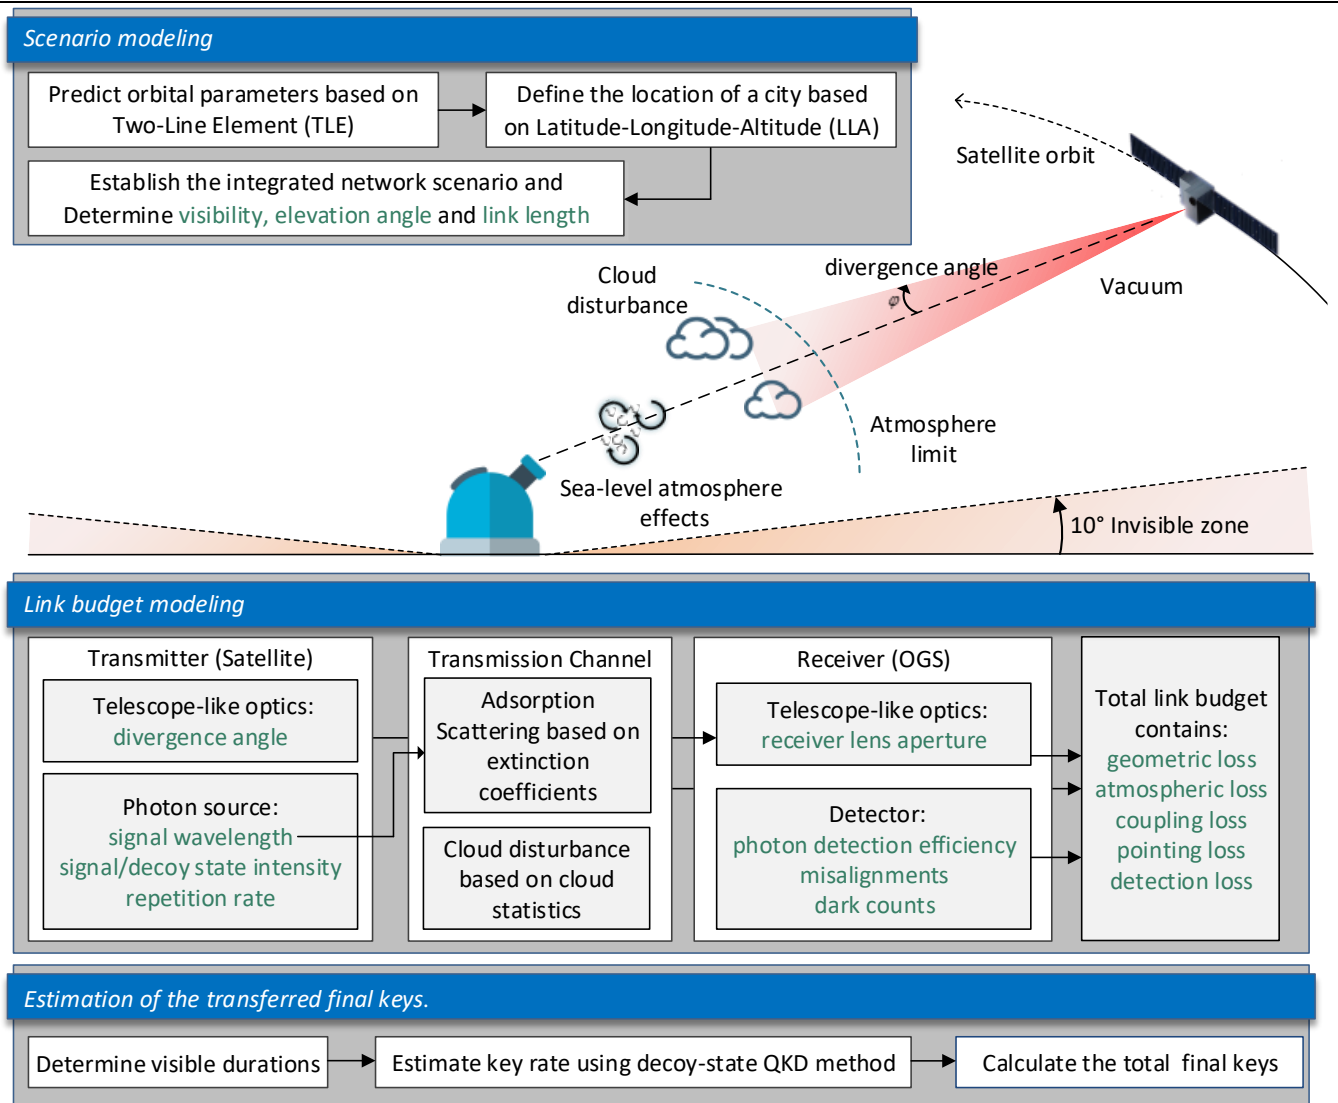 Scenario modeling
Predict orbital parameters based on
Two-Line Element (TLE)
Define the location of a city based
on Latitude-Longitude-Altitude (LLA)
Establish the integrated network scenario and
Determine visibility, elevation angle and link length
Satellite orbit
Cloud
disturbance
divergence angle
φ
Vacuum
Atmosphere
limit
Sea-level atmosphere
effects
10° Invisible zone
Link budget modeling
Transmitter (Satellite)
Telescope-like optics:
divergence angle
Photon source:
signal wavelength
signal/decoy state intensity
repetition rate
Transmission Channel
Adsorption
Scattering based on
extinction
coefficients
Cloud disturbance
based on cloud
statistics
Receiver (OGS)
Telescope-like optics:
receiver lens aperture
Detector:
photon detection efficiency
misalignments
dark counts
Total link budget
contains:
geometric loss
atmospheric loss
coupling loss
pointing loss
detection loss
Estimation of the transferred final keys.
Determine visible durations
Estimate key rate using decoy-state QKD method
Calculate the total final keys